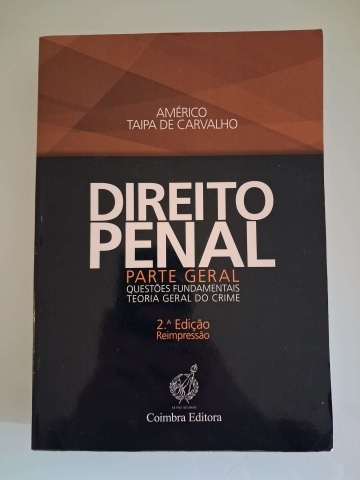 AMÉRICO
TAIPA DE CARVALHO
DIREITO
PENAL
PARTE GERAL
QUESTÕES FUNDAMENTAIS
TEORIA GERAL DO CRIME
2.ª Edição
Reimpressão
Coimbra Editora